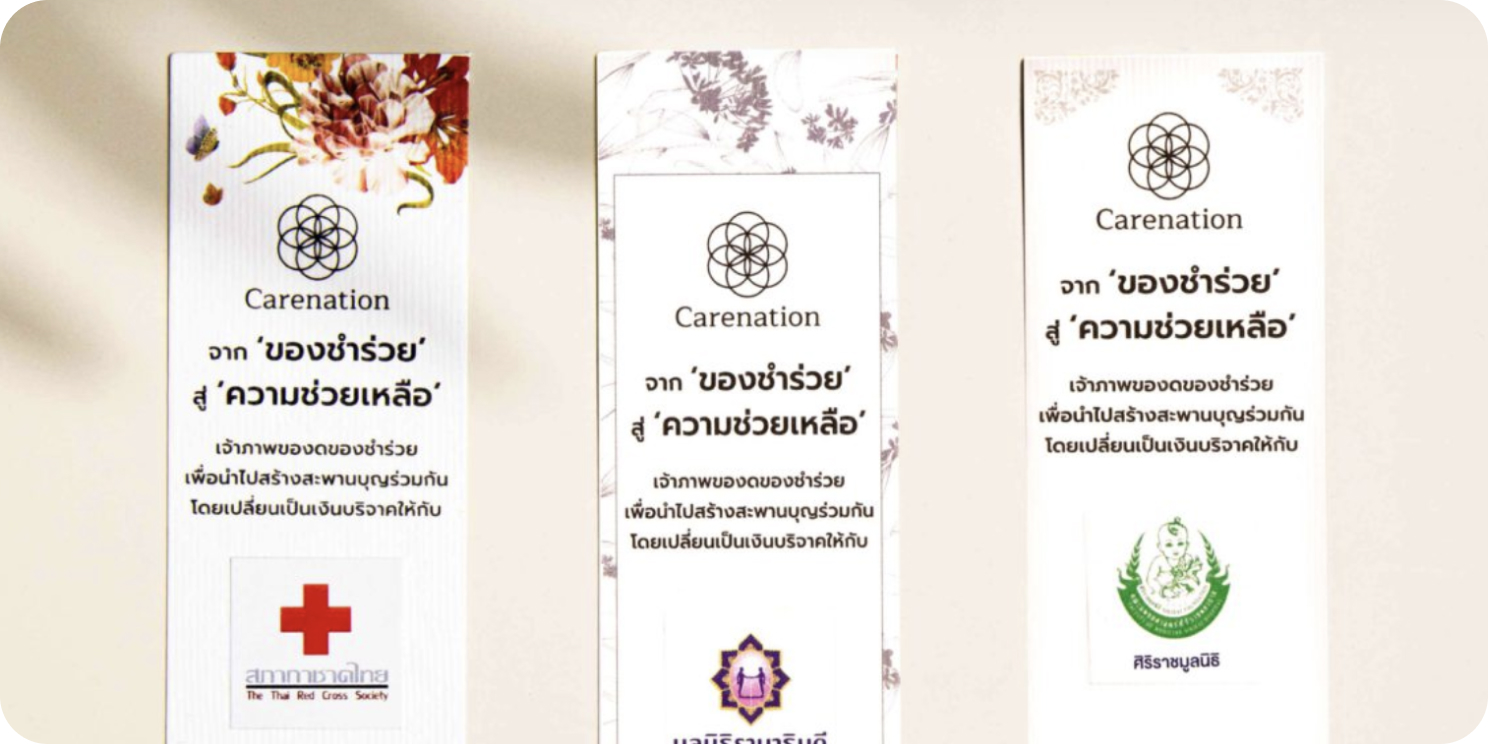 Carenation
จาก ‘ของชำร่วย’
สู่ ‘ความช่วยเหลือ’
เจ้าภาพของดของชำร่วย
เพื่อนำไปสร้างสะพานบุญร่วมกัน
โดยเปลี่ยนเป็นเงินบริจาคให้กับ
สภากาชาดไทย
The Thai Red Cross Society
Carenation
จาก ‘ของชำร่วย’
สู่ ‘ความช่วยเหลือ’
เจ้าภาพของดของชำร่วย
เพื่อนำไปสร้างสะพานบุญร่วมกัน
โดยเปลี่ยนเป็นเงินบริจาคให้กับ
มูลนิธิรามาธิบดี
Carenation
จาก ‘ของชำร่วย’
สู่ ‘ความช่วยเหลือ’
เจ้าภาพของดของชำร่วย
เพื่อนำไปสร้างสะพานบุญร่วมกัน
โดยเปลี่ยนเป็นเงินบริจาคให้กับ
ศิริราชมูลนิธิ